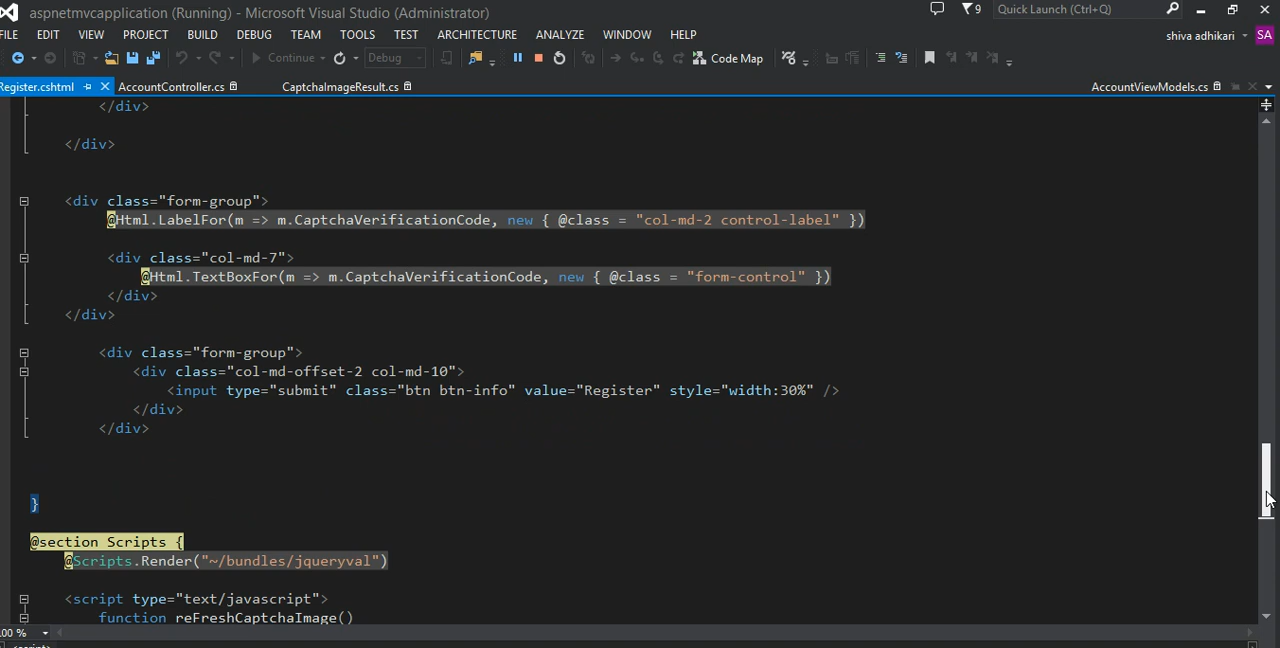 aspnetmvcapplication (Running) - Microsoft Visual Studio (Administrator)
Quick Launch (Ctrl+Q)
9
FILE EDIT VIEW PROJECT BUILD DEBUG TEAM TOOLS TEST ARCHITECTURE ANALYZE WINDOW HELP
shiva adhikari SA
Continue Debug Code Map
Register.cshtml AccountController.cs CaptchaImageResult.cs AccountViewModels.cs
</div>
</div>
<div class="form-group">
@Html.LabelFor(m => m.CaptchaVerificationCode, new { @class = "col-md-2 control-label" })
<div class="col-md-7">
@Html.TextBoxFor(m => m.CaptchaVerificationCode, new { @class = "form-control" })
</div>
</div>
<div class="form-group">
<div class="col-md-offset-2 col-md-10">
<input type="submit" class="btn btn-info" value="Register" style="width:30%" />
</div>
</div>
}
@section Scripts {
@Scripts.Render("~/bundles/jqueryval")
<script type="text/javascript">
function reFreshCaptchaImage()
00 %